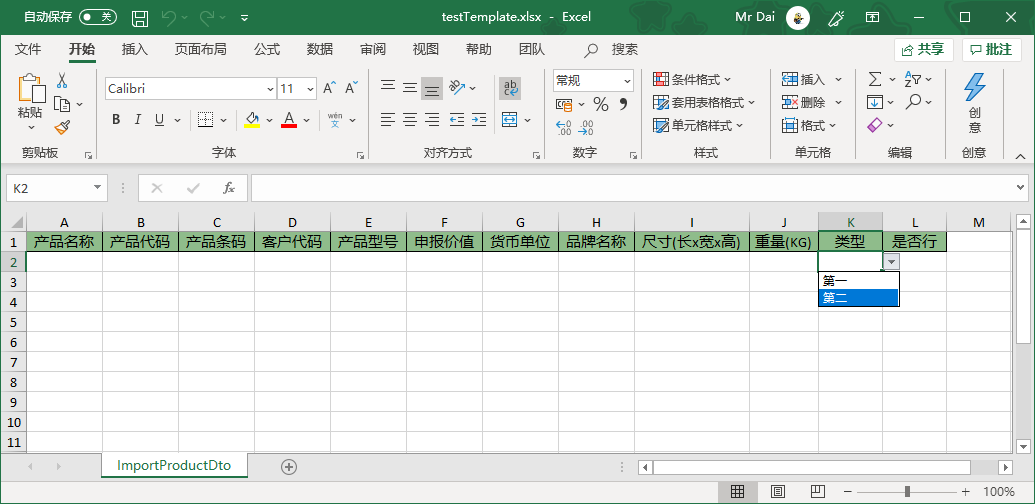 自动保存 关 testTemplate.xlsx - Excel Mr Dai
文件 开始 插入 页面布局 公式 数据 审阅 视图 帮助 团队 搜索 共享 批注
粘贴 Calibri 11 A A 常规 条件格式 插入
B I U A wén 文 % 套用表格格式 删除
ab c .00 .00 单元格样式 格式 创意
剪贴板 字体 对齐方式 数字 样式 单元格 编辑 创意
K2 fx
A B C D E F G H I J K L M
1 产品名称 产品代码 产品条码 客户代码 产品型号 申报价值 货币单位 品牌名称 尺寸(长x宽x高) 重量(KG) 类型 是否行
2
3 第一
4 第二
5
6
7
8
9
10
11
ImportProductDto
100%